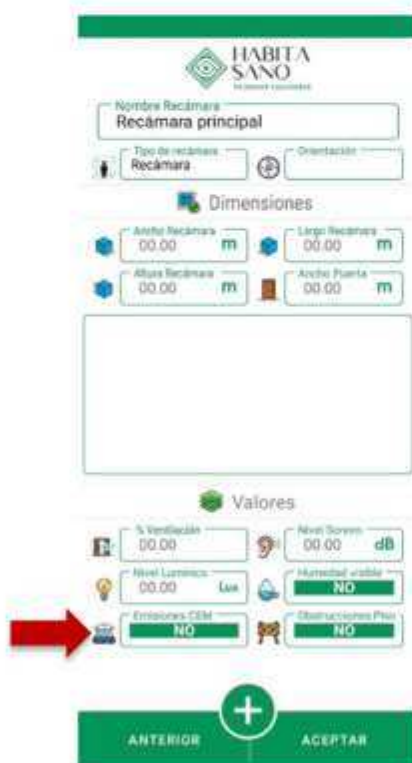 HABITA
SANO
Nombre Recámara
Recámara principal
Tipo de recámara
Recámara
Orientación
Dimensiones
Ancho Recámara
00.00 m
Largo Recámara
00.00 m
Altura Recámara
00.00 m
Ancho Puerta
00.00 m
Valores
% Ventilación
00.00
Nivel Sonoro
00.00 dB
Nivel Lumínico
00.00 Lux
Humedad visible
NO
Emisiones CEM
NO
Obstrucciones Piso
NO
+
ANTERIOR
ACEPTAR